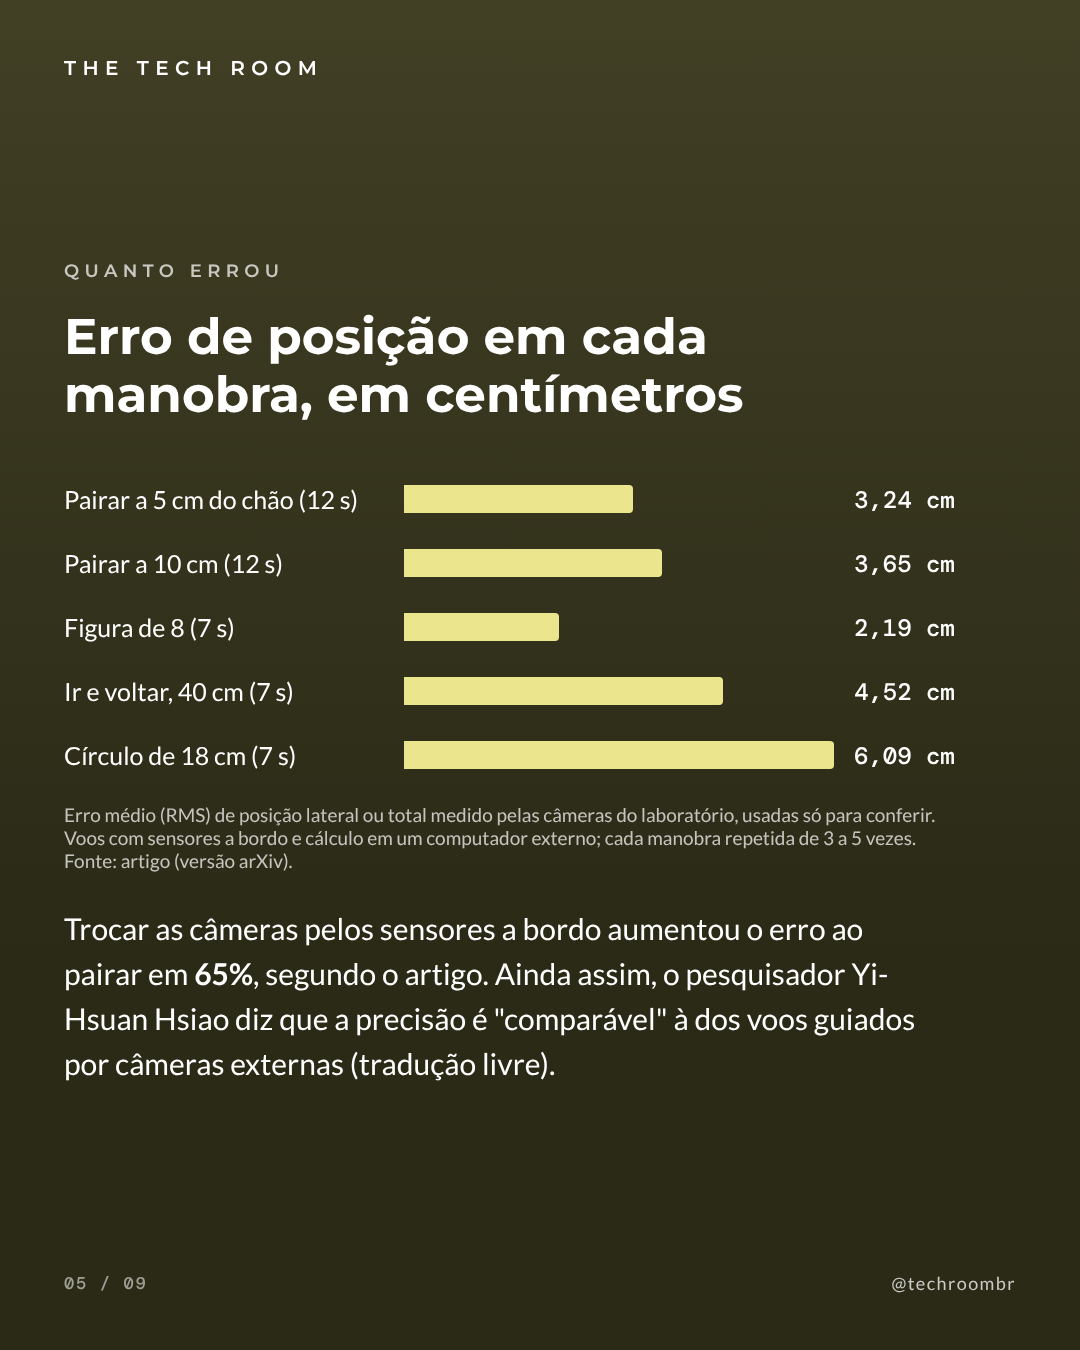 THE TECH ROOM
QUANTO ERROU
Erro de posição em cada
manobra, em centímetros
Pairar a 5 cm do chão (12 s) 3,24 cm
Pairar a 10 cm (12 s) 3,65 cm
Figura de 8 (7 s) 2,19 cm
Ir e voltar, 40 cm (7 s) 4,52 cm
Círculo de 18 cm (7 s) 6,09 cm
Erro médio (RMS) de posição lateral ou total medido pelas câmeras do laboratório, usadas só para conferir.
Voos com sensores a bordo e cálculo em um computador externo; cada manobra repetida de 3 a 5 vezes.
Fonte: artigo (versão arXiv).
Trocar as câmeras pelos sensores a bordo aumentou o erro ao
pairar em 65%, segundo o artigo. Ainda assim, o pesquisador Yi-
Hsuan Hsiao diz que a precisão é "comparável" à dos voos guiados
por câmeras externas (tradução livre).
05 / 09
@techroombr